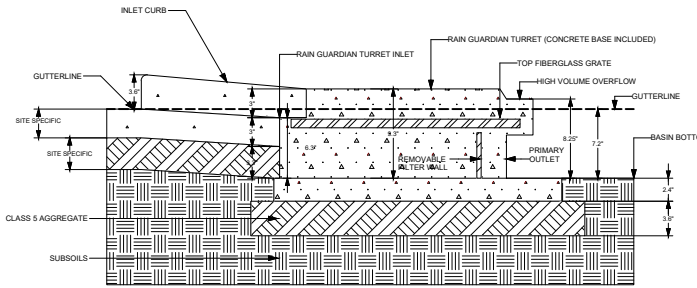 INLET CURB
RAIN GUARDIAN TURRET (CONCRETE BASE INCLUDED)
RAIN GUARDIAN TURRET INLET
TOP FIBERGLASS GRATE
GUTTERLINE
HIGH VOLUME OVERFLOW
GUTTERLINE
3.6"
3"
SITE SPECIFIC
3"
SITE SPECIFIC
6.3"
9.3"
8.25"
7.2"
REMOVABLE
FILTER WALL
PRIMARY
OUTLET
BASIN BOTTO
2.4"
3.6"
CLASS 5 AGGREGATE
SUBSOILS